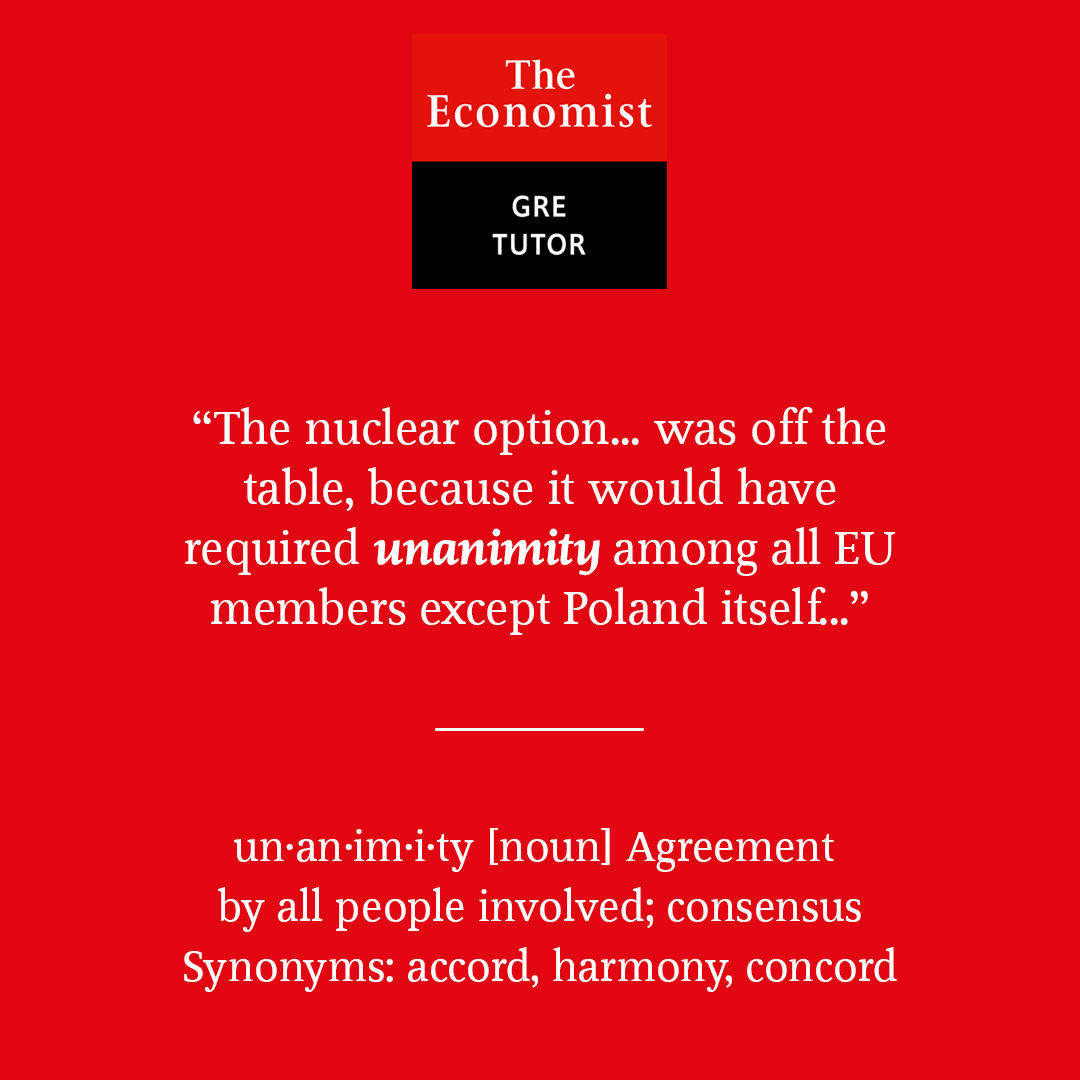 The
Economist
GRE
TUTOR
“The nuclear option... was off the
table, because it would have
required unanimity among all EU
members except Poland itself...”
un·an·im·i·ty [noun] Agreement
by all people involved; consensus
Synonyms: accord, harmony, concord